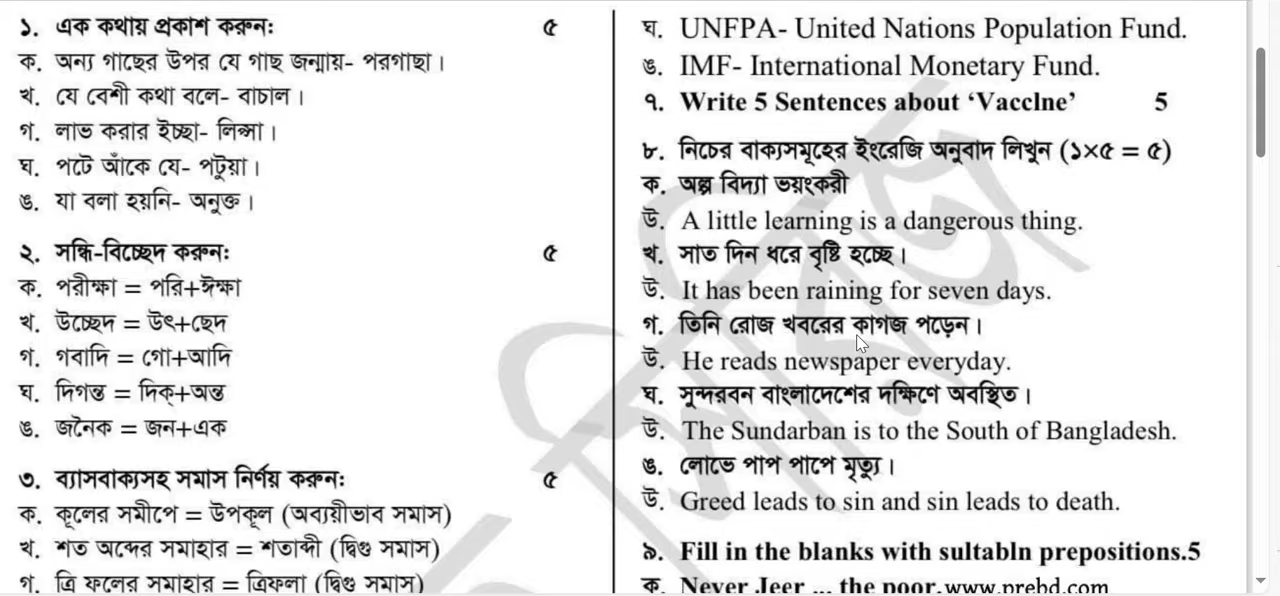 ১. এক কথায় প্রকাশ করুন: ৫
ক. অন্য গাছের উপর যে গাছ জন্মায়- পরগাছা।
খ. যে বেশী কথা বলে- বাচাল।
গ. লাভ করার ইচ্ছা- লিপ্সা।
ঘ. পটে আঁকে যে- পটুয়া।
ঙ. যা বলা হয়নি- অনুক্ত।
২. সন্ধি-বিচ্ছেদ করুন: ৫
ক. পরীক্ষা = পরি+ঈক্ষা
খ. উচ্ছেদ = উৎ+ছেদ
গ. গবাদি = গো+আদি
ঘ. দিগন্ত = দিক্+অন্ত
ঙ. জনৈক = জন+এক
৩. ব্যাসবাক্যসহ সমাস নির্ণয় করুন: ৫
ক. কূলের সমীপে = উপকূল (অব্যয়ীভাব সমাস)
খ. শত অব্দের সমাহার = শতাব্দী (দ্বিগু সমাস)
গ. ত্রি ফলের সমাহার = ত্রিফলা (দ্বিগু সমাস)
ঘ. UNFPA- United Nations Population Fund.
ঙ. IMF- International Monetary Fund.
৭. Write 5 Sentences about ‘Vacclne’ 5
৮. নিচের বাক্যসমূহের ইংরেজি অনুবাদ লিখুন (১×৫ = ৫)
ক. অল্প বিদ্যা ভয়ংকরী
উ. A little learning is a dangerous thing.
খ. সাত দিন ধরে বৃষ্টি হচ্ছে।
উ. It has been raining for seven days.
গ. তিনি রোজ খবরের কাগজ পড়েন।
উ. He reads newspaper everyday.
ঘ. সুন্দরবন বাংলাদেশের দক্ষিণে অবস্থিত।
উ. The Sundarban is to the South of Bangladesh.
ঙ. লোভে পাপ পাপে মৃত্যু।
উ. Greed leads to sin and sin leads to death.
৯. Fill in the blanks with sultabln prepositions.5
ক. Never Jeer ... the poor. www.prebd.com